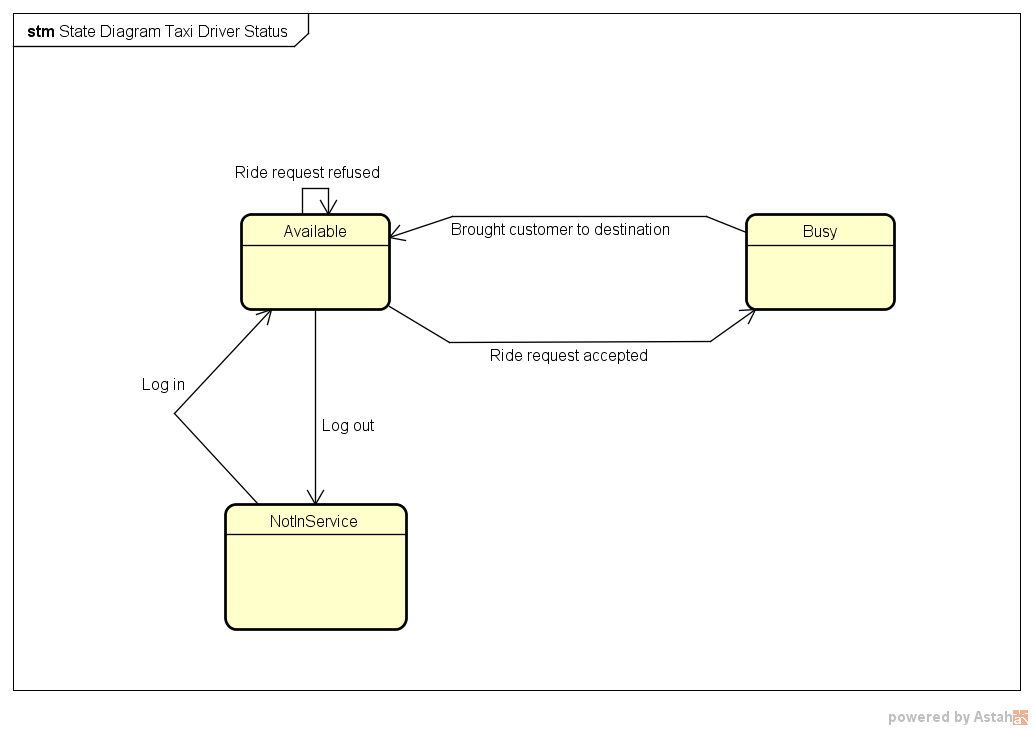 stm State Diagram Taxi Driver Status
Ride request refused
Available
Brought customer to destination
Busy
Ride request accepted
Log in
Log out
NotInService
powered by Astah